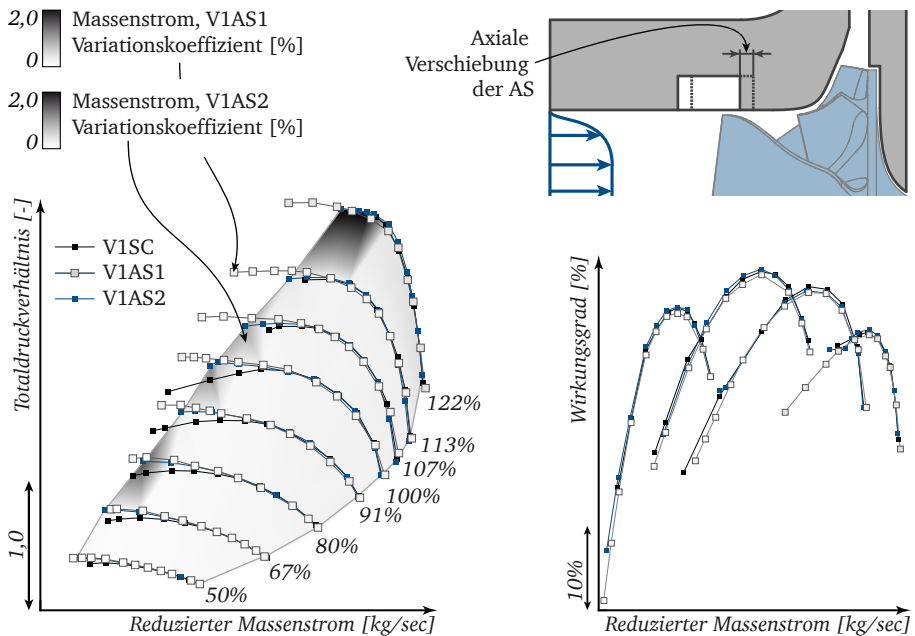 2,0
Massenstrom, V1AS1
0
Variationskoeffizient [%]
2,0
Massenstrom, V1AS2
0
Variationskoeffizient [%]
Axiale
Verschiebung
der AS
Totaldruckverhältnis [-]
V1SC
V1AS1
V1AS2
1,0
122%
113%
107%
100%
91%
80%
67%
50%
Reduzierter Massenstrom [kg/sec]
Wirkungsgrad [%]
10%
Reduzierter Massenstrom [kg/sec]